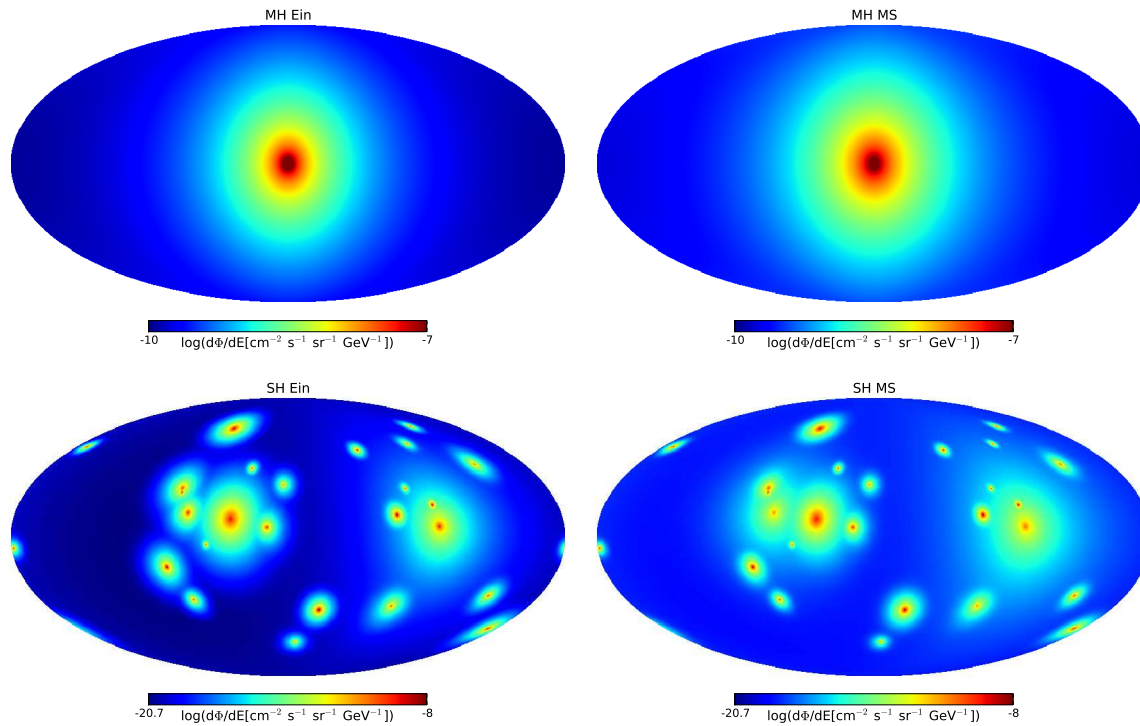 MH Ein
MH MS
-10 log(dΦ/dE[cm⁻² s⁻¹ sr⁻¹ GeV⁻¹]) -7
-10 log(dΦ/dE[cm⁻² s⁻¹ sr⁻¹ GeV⁻¹]) -7
SH Ein
SH MS
-20.7 log(dΦ/dE[cm⁻² s⁻¹ sr⁻¹ GeV⁻¹]) -8
-20.7 log(dΦ/dE[cm⁻² s⁻¹ sr⁻¹ GeV⁻¹]) -8